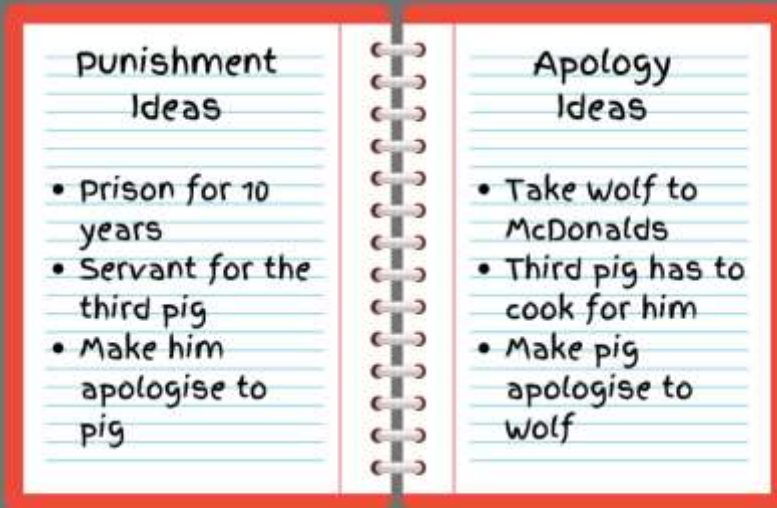 Punishment
Ideas
• Prison for 10
years
• Servant for the
third pig
• Make him
apologise to
pig
Apology
Ideas
• Take Wolf to
McDonalds
• Third pig has to
cook for him
• Make pig
apologise to
Wolf